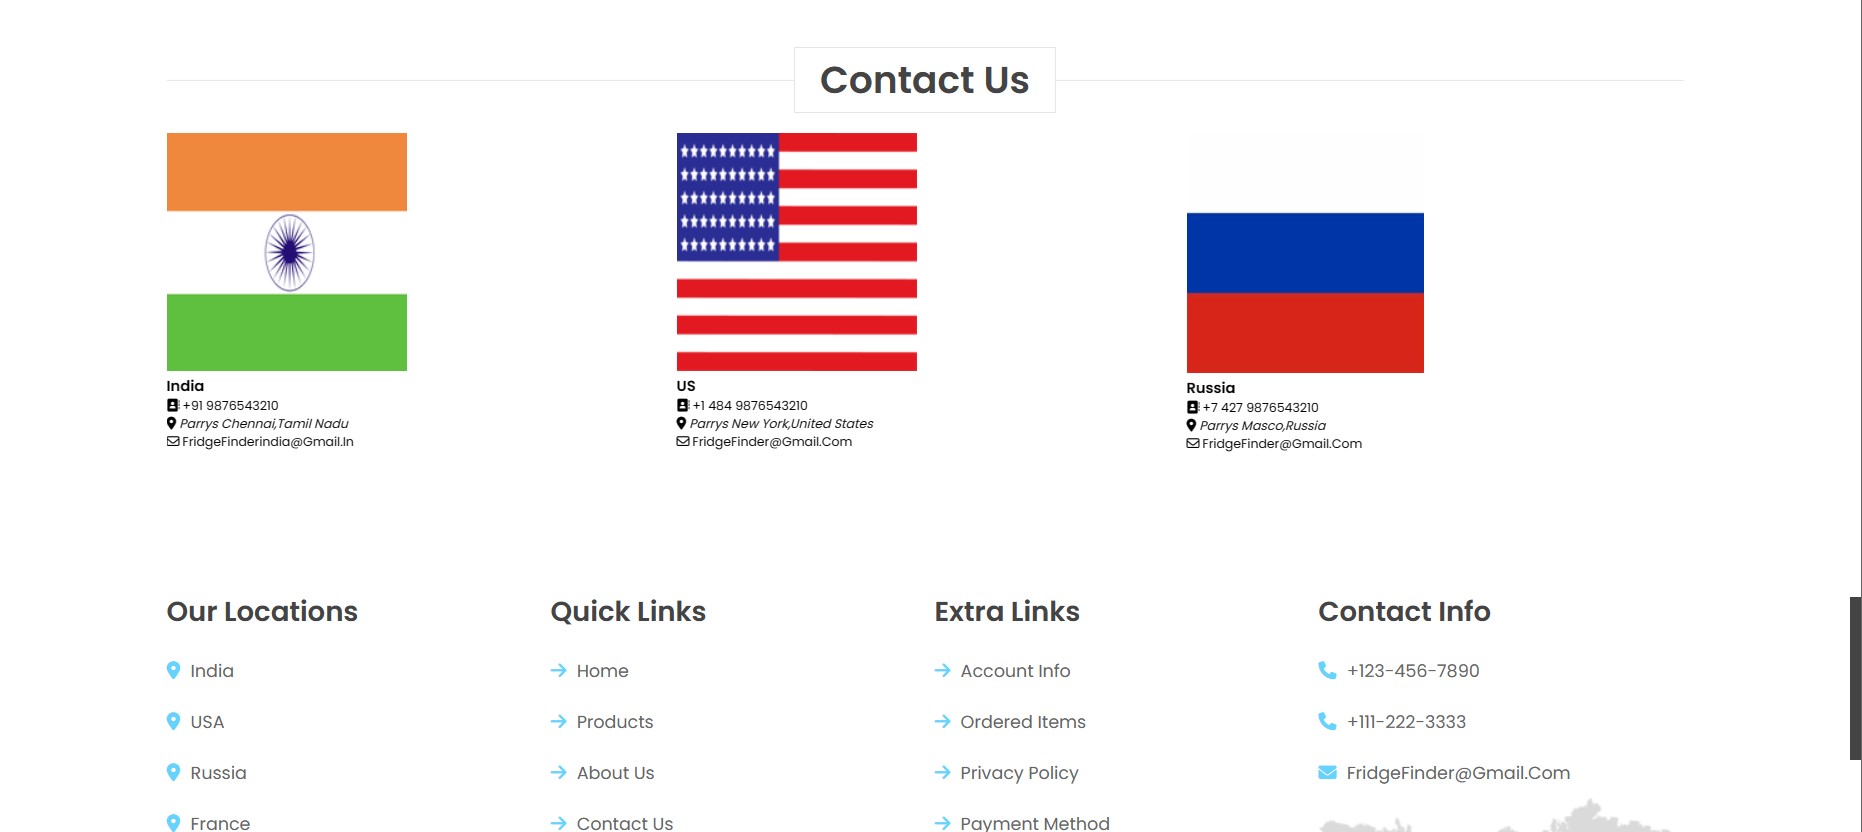 Contact Us
India
+91 9876543210
Parrys Chennai,Tamil Nadu
FridgeFinderindia@Gmail.In
US
+1 484 9876543210
Parrys New York,United States
FridgeFinder@Gmail.Com
Russia
+7 427 9876543210
Parrys Masco,Russia
FridgeFinder@Gmail.Com
Our Locations
India
USA
Russia
France
Quick Links
Home
Products
About Us
Contact Us
Extra Links
Account Info
Ordered Items
Privacy Policy
Payment Method
Contact Info
+123-456-7890
+111-222-3333
FridgeFinder@Gmail.Com